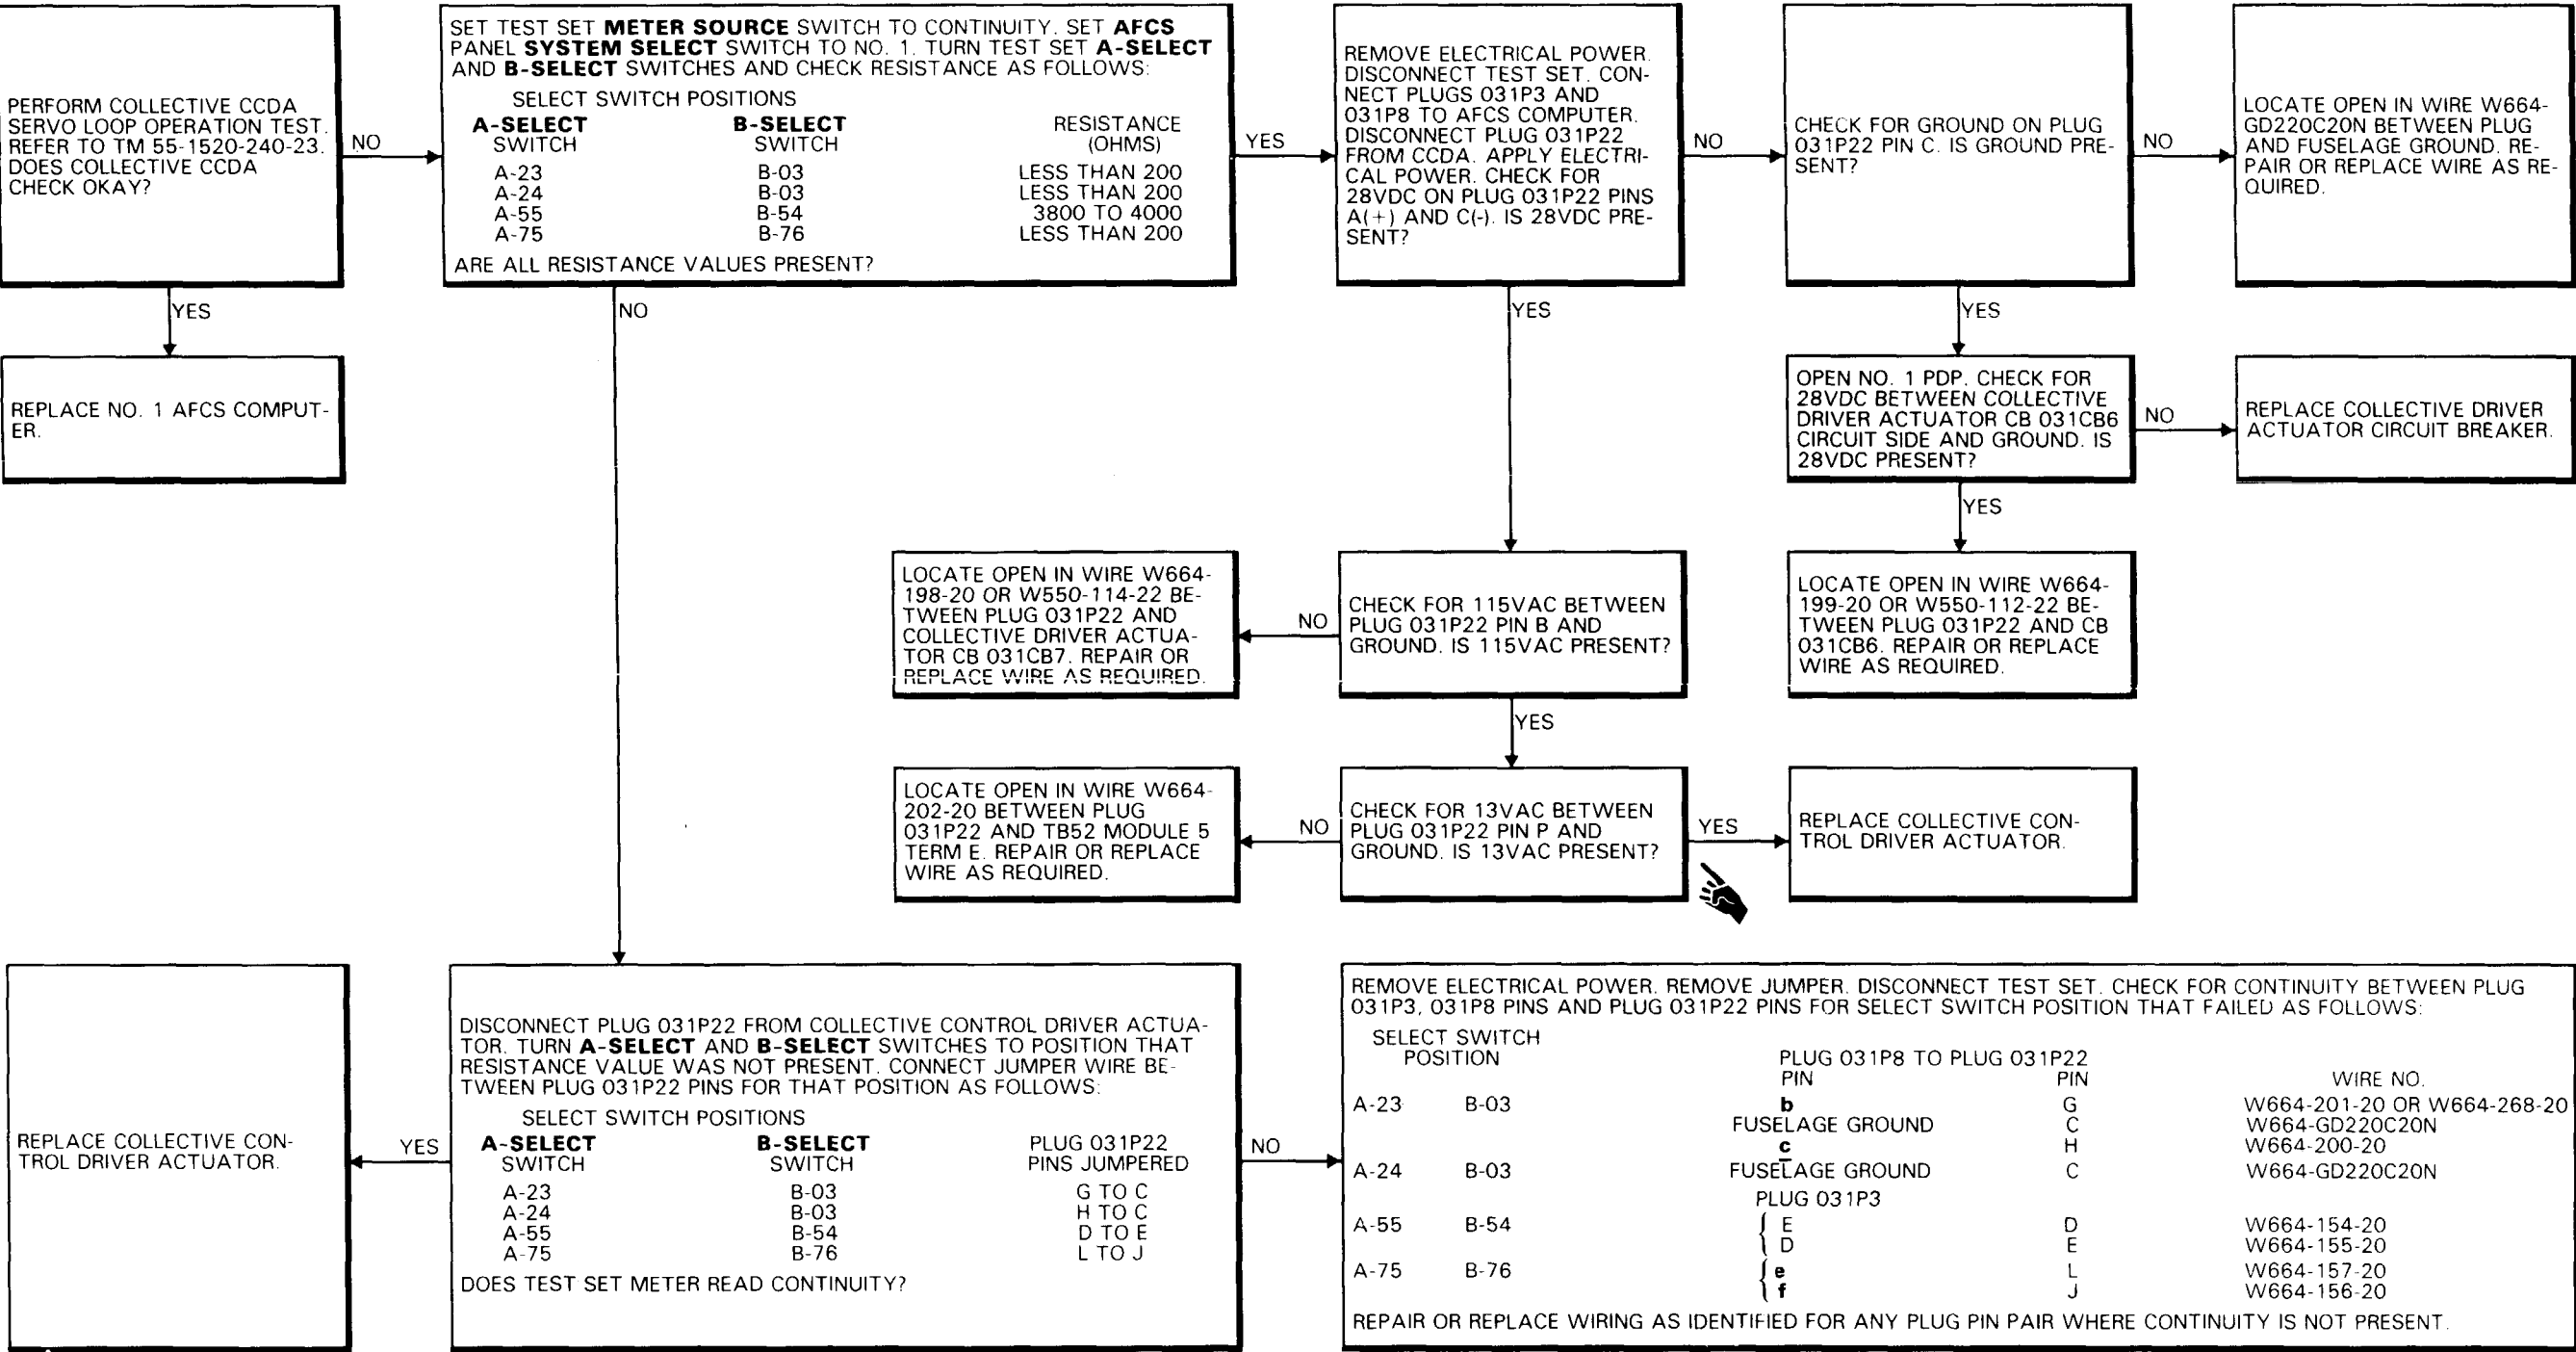 PERFORM COLLECTIVE CCDA
SERVO LOOP OPERATION TEST.
REFER TO TM 55-1520-240-23.
DOES COLLECTIVE CCDA
CHECK OKAY?
NO
YES
REPLACE NO. 1 AFCS COMPUT-
ER.
SET TEST SET METER SOURCE SWITCH TO CONTINUITY. SET AFCS
PANEL SYSTEM SELECT SWITCH TO NO. 1. TURN TEST SET A-SELECT
AND B-SELECT SWITCHES AND CHECK RESISTANCE AS FOLLOWS:
SELECT SWITCH POSITIONS
A-SELECT B-SELECT RESISTANCE
SWITCH SWITCH (OHMS)
A-23 B-03 LESS THAN 200
A-24 B-03 LESS THAN 200
A-55 B-54 3800 TO 4000
A-75 B-76 LESS THAN 200
ARE ALL RESISTANCE VALUES PRESENT?
YES
NO
REMOVE ELECTRICAL POWER.
DISCONNECT TEST SET. CON-
NECT PLUGS 031P3 AND
031P8 TO AFCS COMPUTER.
DISCONNECT PLUG 031P22
FROM CCDA. APPLY ELECTRI-
CAL POWER. CHECK FOR
28VDC ON PLUG 031P22 PINS
A(+) AND C(-). IS 28VDC PRE-
SENT?
NO
YES
CHECK FOR GROUND ON PLUG
031P22 PIN C. IS GROUND PRE-
SENT?
NO
YES
LOCATE OPEN IN WIRE W664-
GD220C20N BETWEEN PLUG
AND FUSELAGE GROUND. RE-
PAIR OR REPLACE WIRE AS RE-
QUIRED.
OPEN NO. 1 PDP. CHECK FOR
28VDC BETWEEN COLLECTIVE
DRIVER ACTUATOR CB 031CB6
CIRCUIT SIDE AND GROUND. IS
28VDC PRESENT?
NO
YES
REPLACE COLLECTIVE DRIVER
ACTUATOR CIRCUIT BREAKER.
LOCATE OPEN IN WIRE W664-
198-20 OR W550-114-22 BE-
TWEEN PLUG 031P22 AND
COLLECTIVE DRIVER ACTUA-
TOR CB 031CB7. REPAIR OR
REPLACE WIRE AS REQUIRED.
NO
CHECK FOR 115VAC BETWEEN
PLUG 031P22 PIN B AND
GROUND. IS 115VAC PRESENT?
YES
LOCATE OPEN IN WIRE W664-
199-20 OR W550-112-22 BE-
TWEEN PLUG 031P22 AND CB
031CB6. REPAIR OR REPLACE
WIRE AS REQUIRED.
LOCATE OPEN IN WIRE W664-
202-20 BETWEEN PLUG
031P22 AND TB52 MODULE 5
TERM E. REPAIR OR REPLACE
WIRE AS REQUIRED.
NO
CHECK FOR 13VAC BETWEEN
PLUG 031P22 PIN P AND
GROUND. IS 13VAC PRESENT?
YES
REPLACE COLLECTIVE CON-
TROL DRIVER ACTUATOR.
REPLACE COLLECTIVE CON-
TROL DRIVER ACTUATOR.
YES
DISCONNECT PLUG 031P22 FROM COLLECTIVE CONTROL DRIVER ACTUA-
TOR. TURN A-SELECT AND B-SELECT SWITCHES TO POSITION THAT
RESISTANCE VALUE WAS NOT PRESENT. CONNECT JUMPER WIRE BE-
TWEEN PLUG 031P22 PINS FOR THAT POSITION AS FOLLOWS:
SELECT SWITCH POSITIONS
A-SELECT B-SELECT PLUG 031P22
SWITCH SWITCH PINS JUMPERED
A-23 B-03 G TO C
A-24 B-03 H TO C
A-55 B-54 D TO E
A-75 B-76 L TO J
DOES TEST SET METER READ CONTINUITY?
NO
REMOVE ELECTRICAL POWER. REMOVE JUMPER. DISCONNECT TEST SET. CHECK FOR CONTINUITY BETWEEN PLUG
031P3, 031P8 PINS AND PLUG 031P22 PINS FOR SELECT SWITCH POSITION THAT FAILED AS FOLLOWS:
SELECT SWITCH
POSITION PLUG 031P8 TO PLUG 031P22
PIN PIN WIRE NO.
A-23 B-03 b G W664-201-20 OR W664-268-20
FUSELAGE GROUND C W664-GD220C20N
c H W664-200-20
A-24 B-03 FUSELAGE GROUND C W664-GD220C20N
PLUG 031P3
A-55 B-54 E D W664-154-20
D E W664-155-20
A-75 B-76 e L W664-157-20
f J W664-156-20
REPAIR OR REPLACE WIRING AS IDENTIFIED FOR ANY PLUG PIN PAIR WHERE CONTINUITY IS NOT PRESENT.